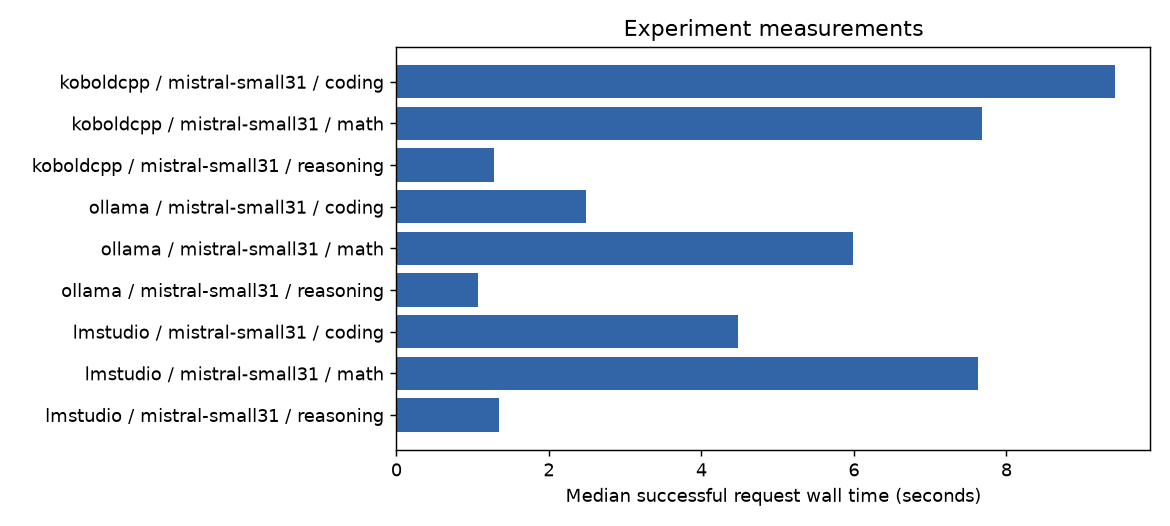 Experiment measurements
koboldcpp / mistral-small31 / coding
koboldcpp / mistral-small31 / math
koboldcpp / mistral-small31 / reasoning
ollama / mistral-small31 / coding
ollama / mistral-small31 / math
ollama / mistral-small31 / reasoning
lmstudio / mistral-small31 / coding
lmstudio / mistral-small31 / math
lmstudio / mistral-small31 / reasoning
0 2 4 6 8
Median successful request wall time (seconds)